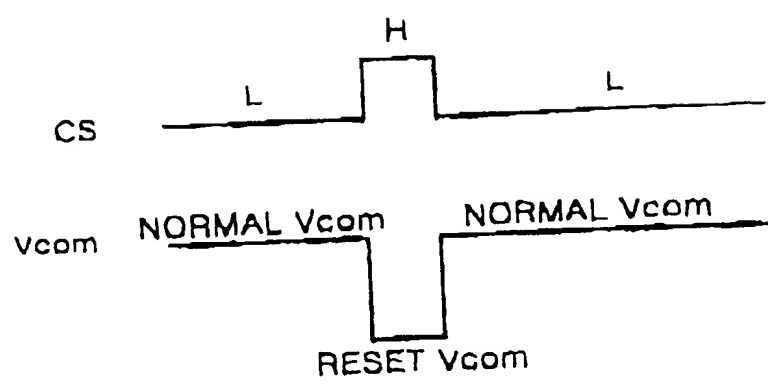 H
L
L
CS
NORMAL Vcom
NORMAL Vcom
Vcom
RESET Vcom